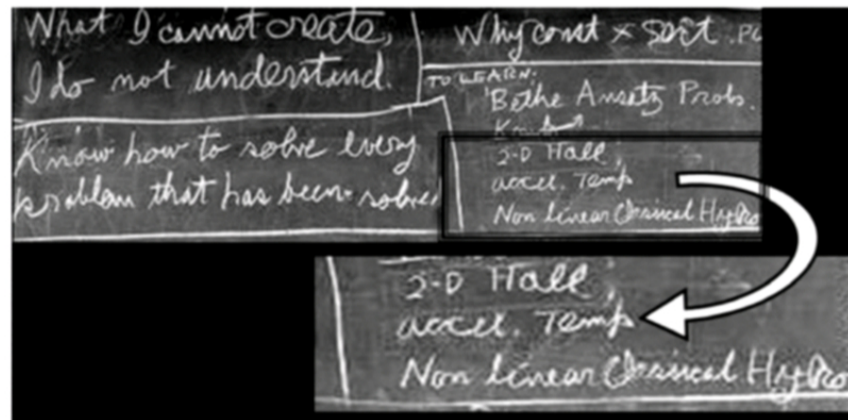 What I cannot create,
I do not understand.
Know how to solve every
problem that has been solved
Why const × sort . PO
TO LEARN.
Bethe Ansatz Probs.
Kondo
2-D Hall
accel. Temp
Non linear Classical Hydro
2-D Hall
accel. Temp
Non linear Classical Hydro